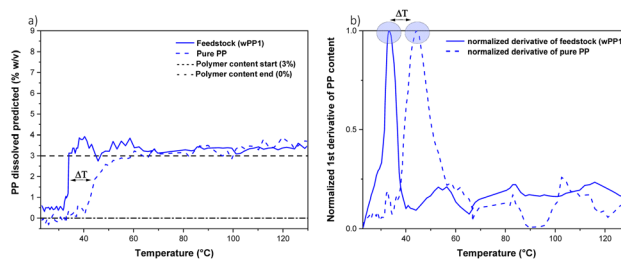 a)
PP dissolved predicted (% w/v)
9
8
7
6
5
4
3
2
1
0
Feedstock (wPP1)
Pure PP
Polymer content start (3%)
Polymer content end (0%)
ΔT
40
60
80
100
120
Temperature (°C)
b)
ΔT
Normalized 1st derivative of PP content
1.0
0.5
0.0
normalized derivative of feedstock (wPP1)
normalized derivative of pure PP
20
40
60
80
100
120
Temperature (°C)